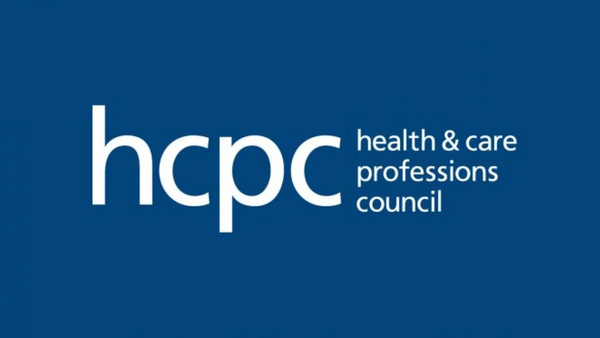 hcpc
health & care
professions
council